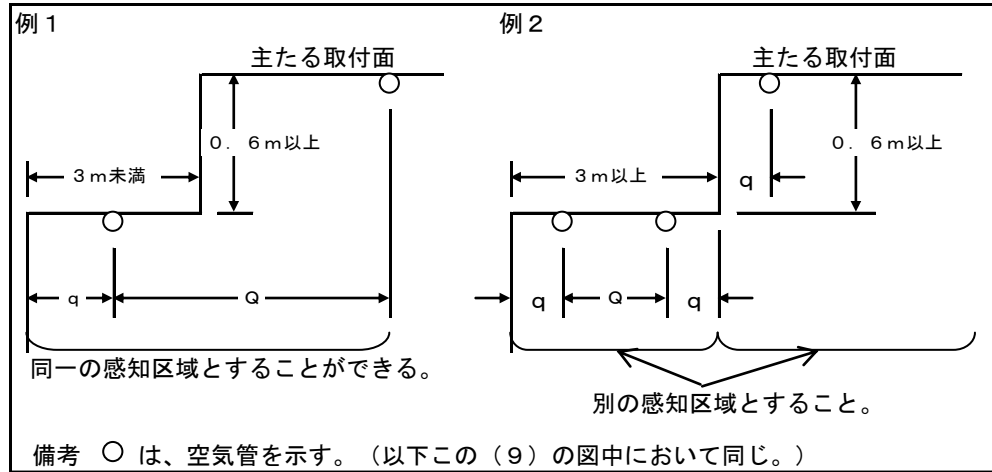 例１
主たる取付面
０．６ｍ以上
３ｍ未満
ｑ
Ｑ
同一の感知区域とすることができる。
例２
主たる取付面
０．６ｍ以上
３ｍ以上
ｑ
ｑ
Ｑ
ｑ
別の感知区域とすること。
備考　○　は、空気管を示す。（以下この（９）の図中において同じ。）